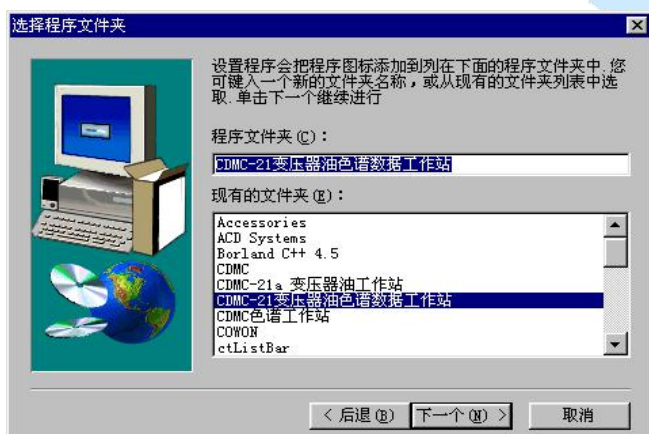 选择程序文件夹
设置程序会把程序图标添加到列在下面的程序文件夹中.您
可键入一个新的文件夹名称，或从现有的文件夹列表中选
取.单击下一个继续进行
程序文件夹(C)：
CDMC-21变压器油色谱数据工作站
现有的文件夹(E)：
Accessories
ACD Systems
Borland C++ 4.5
CDMC
CDMC-21a 变压器油工作站
CDMC-21变压器油色谱数据工作站
CDMC色谱工作站
COWON
ctListBar
< 后退(B) 下一个(N) > 取消